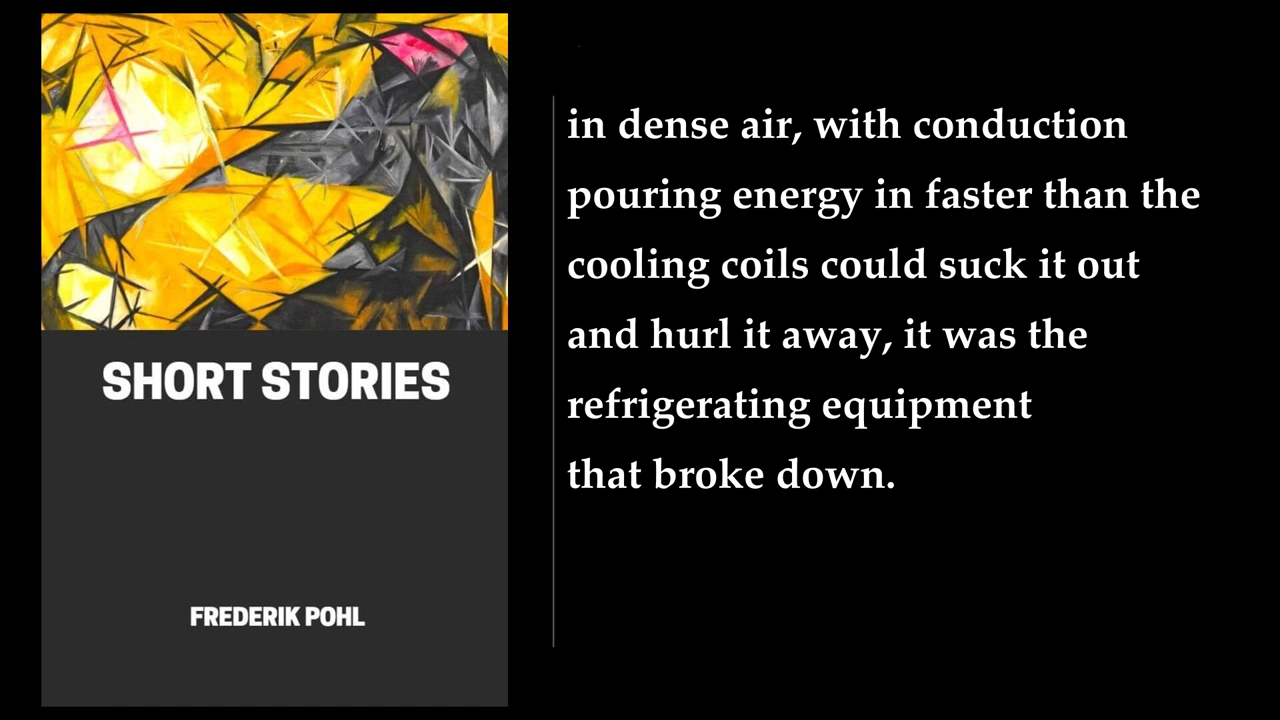 SHORT STORIES
FREDERIK POHL
in dense air, with conduction
pouring energy in faster than the
cooling coils could suck it out
and hurl it away, it was the
refrigerating equipment
that broke down.